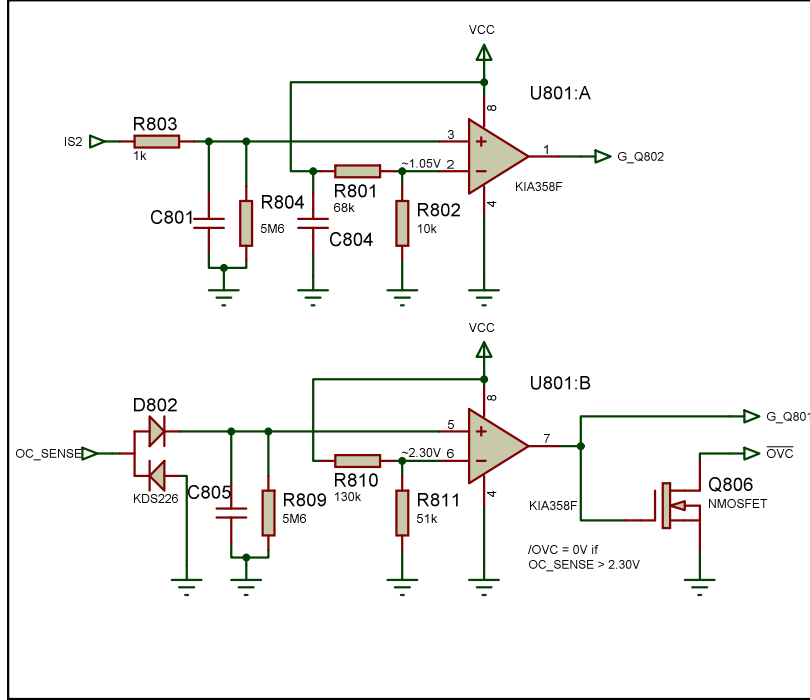 VCC
8
U801:A
R803
IS2
1k
3
+
1
G_Q802
~1.05V
2
−
KIA358F
R801
68k
R804
5M6
R802
10k
4
C801
C804
VCC
8
U801:B
D802
G_Q801
5
+
7
OC_SENSE
~2.30V
6
−
OVC
KDS226
C805
R810
130k
4
Q806
NMOSFET
R809
5M6
R811
51k
KIA358F
/OVC = 0V if
OC_SENSE > 2.30V